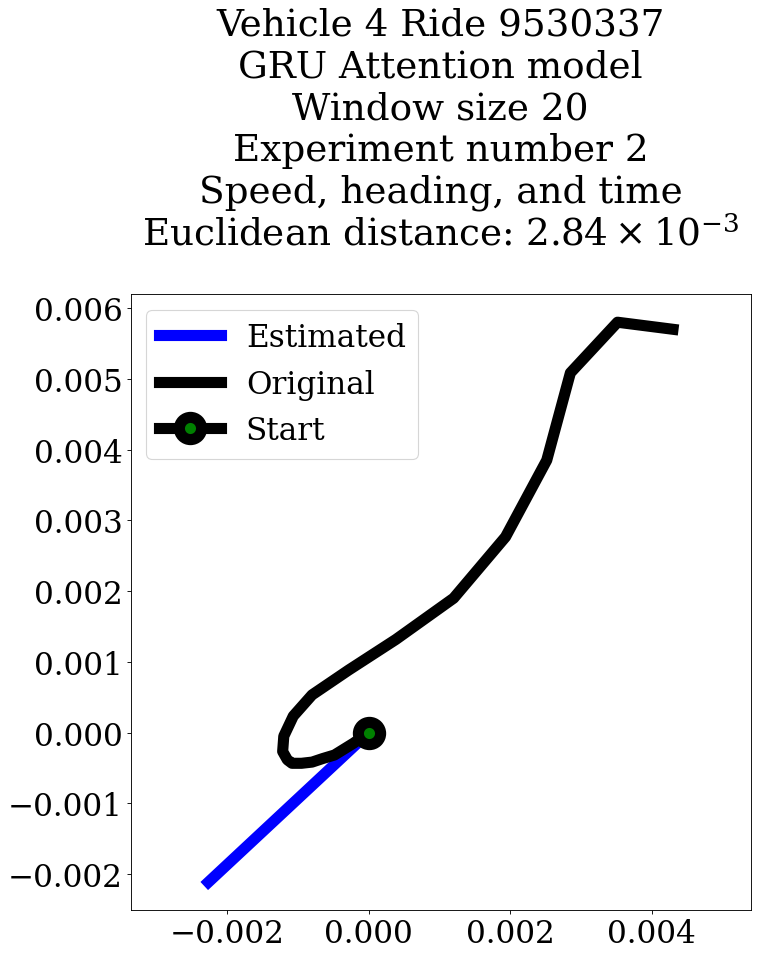 Vehicle 4 Ride 9530337
GRU Attention model
Window size 20
Experiment number 2
Speed, heading, and time
Euclidean distance: 2.84 × 10⁻³
Estimated
Original
Start
0.006
0.005
0.004
0.003
0.002
0.001
0.000
−0.001
−0.002
−0.002 0.000 0.002 0.004